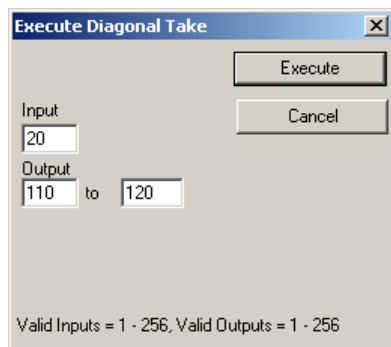 Execute Diagonal Take
Execute
Input
Cancel
20
Output
110 to 120
Valid Inputs = 1 - 256, Valid Outputs = 1 - 256